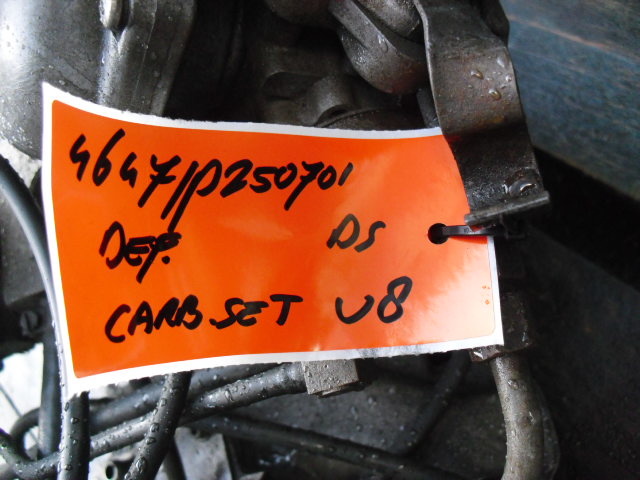 4647/P250701
DEF. DS
CARB SET V8